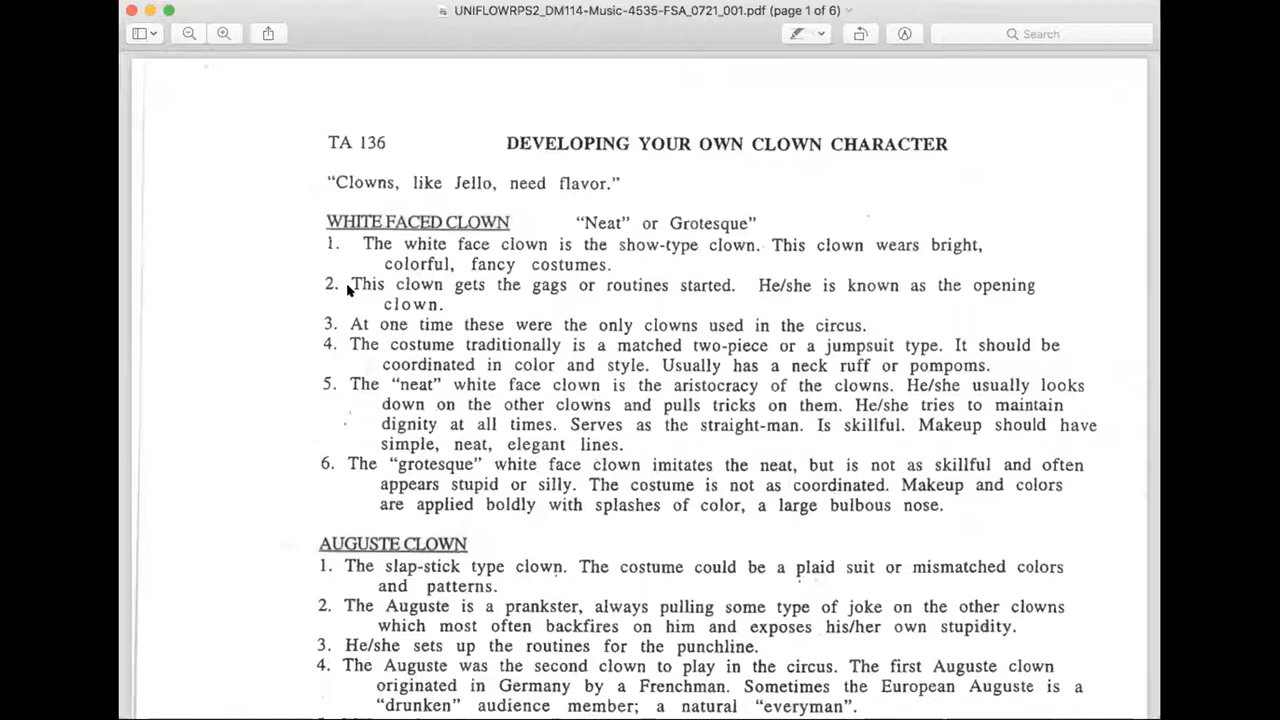 UNIFLOWRPS2_DM114-Music-4535-FSA_0721_001.pdf (page 1 of 6)
Search
TA 136 DEVELOPING YOUR OWN CLOWN CHARACTER
“Clowns, like Jello, need flavor.”
WHITE FACED CLOWN “Neat” or Grotesque”
1. The white face clown is the show-type clown. This clown wears bright,
colorful, fancy costumes.
2. This clown gets the gags or routines started. He/she is known as the opening
clown.
3. At one time these were the only clowns used in the circus.
4. The costume traditionally is a matched two-piece or a jumpsuit type. It should be
coordinated in color and style. Usually has a neck ruff or pompoms.
5. The “neat” white face clown is the aristocracy of the clowns. He/she usually looks
down on the other clowns and pulls tricks on them. He/she tries to maintain
dignity at all times. Serves as the straight-man. Is skillful. Makeup should have
simple, neat, elegant lines.
6. The “grotesque” white face clown imitates the neat, but is not as skillful and often
appears stupid or silly. The costume is not as coordinated. Makeup and colors
are applied boldly with splashes of color, a large bulbous nose.
AUGUSTE CLOWN
1. The slap-stick type clown. The costume could be a plaid suit or mismatched colors
and patterns.
2. The Auguste is a prankster, always pulling some type of joke on the other clowns
which most often backfires on him and exposes his/her own stupidity.
3. He/she sets up the routines for the punchline.
4. The Auguste was the second clown to play in the circus. The first Auguste clown
originated in Germany by a Frenchman. Sometimes the European Auguste is a
“drunken” audience member; a natural “everyman”.